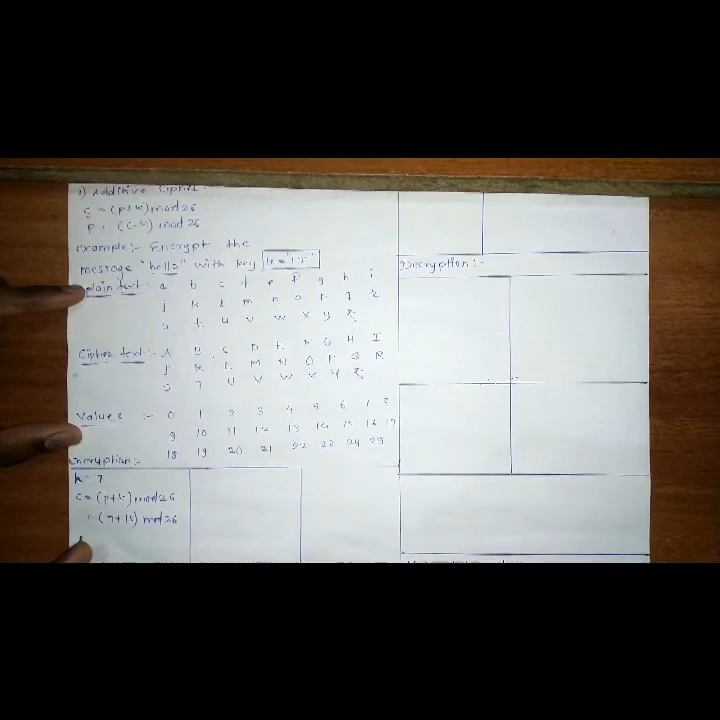 1) Additive Cipher
C = (P+k) mod 26
P = (C-k) mod 26
Example:- Encrypt the
message "hello" with key k = "15"
Plain text: a b c d e f g h i
j k l m n o p q r
s t u v w x y z
Cipher text:- A B C D E F G H I
J K L M N O P Q R
S T U V W X Y Z
Values :- 0 1 2 3 4 5 6 7 8
9 10 11 12 13 14 15 16 17
18 19 20 21 22 23 24 25
Encryption:-
h = 7
C = (P+k) mod 26
= (7+15) mod 26
Decryption:-